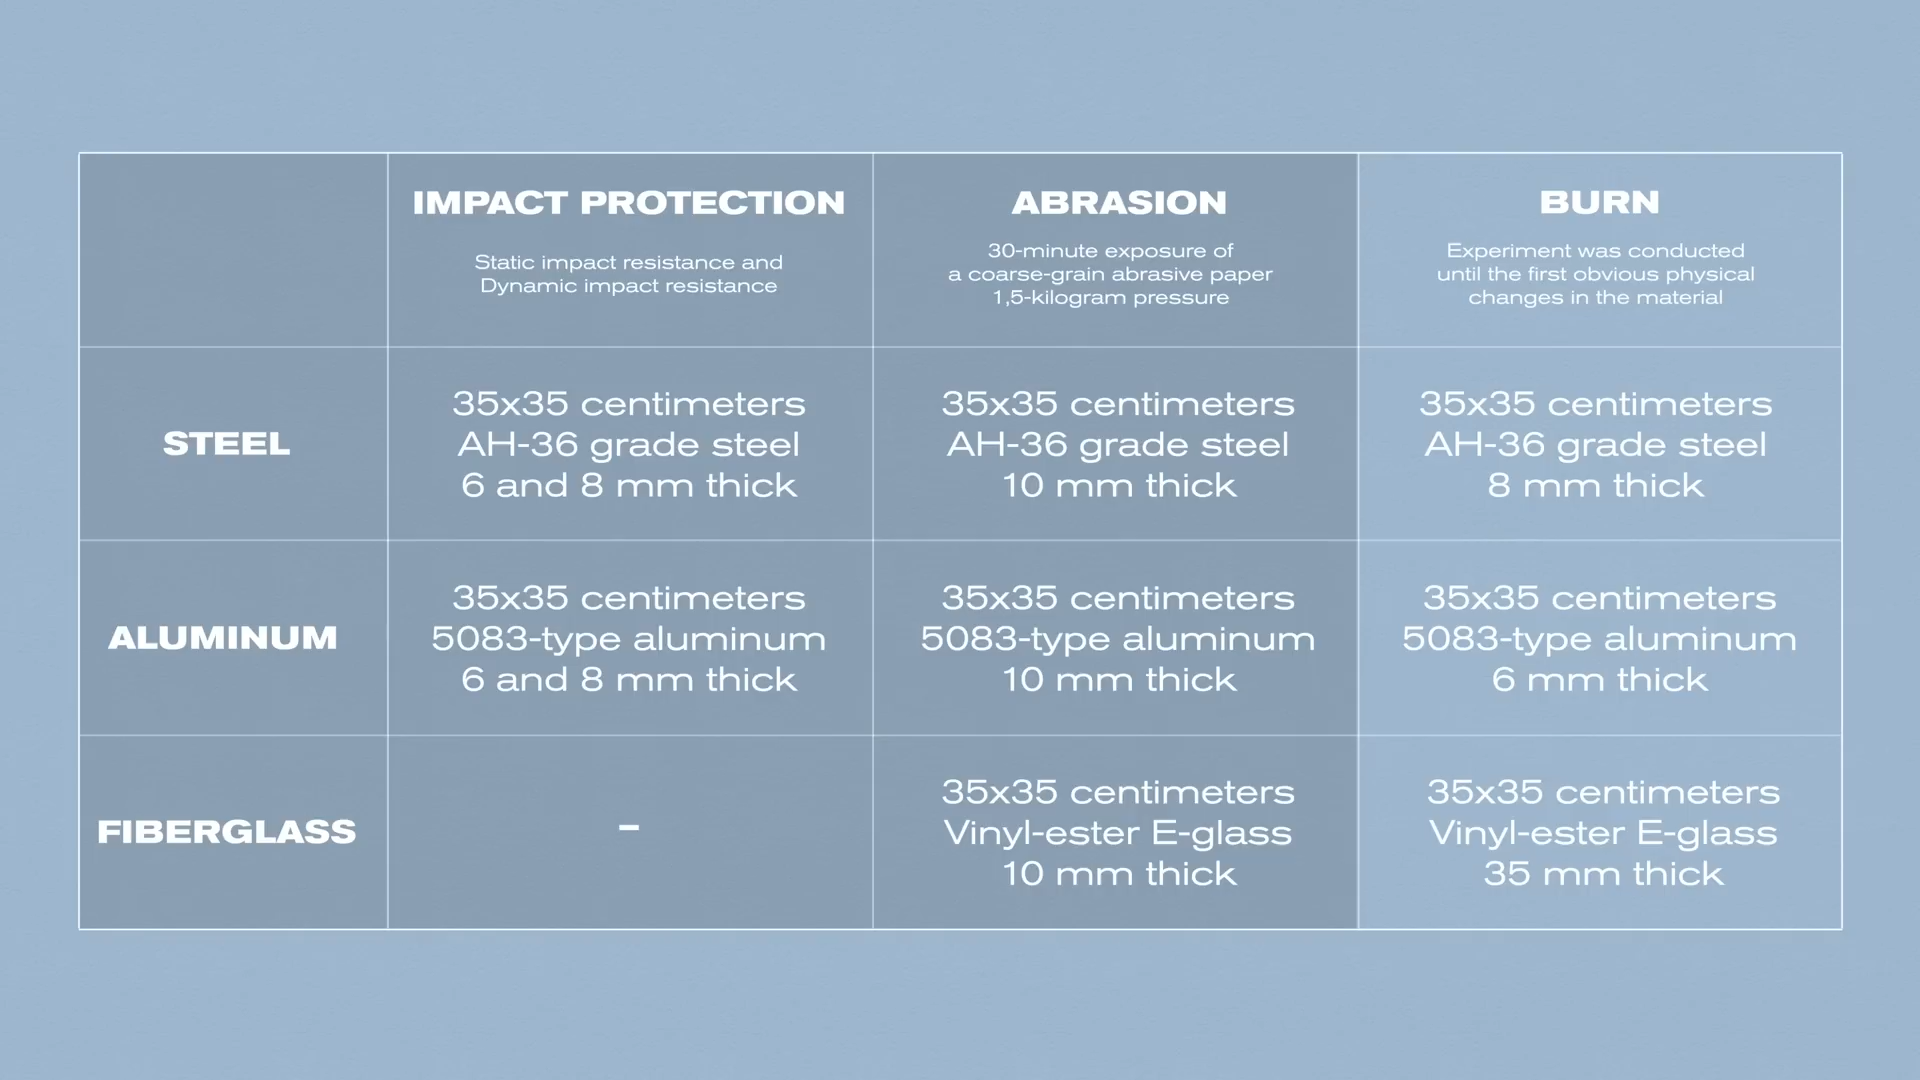 IMPACT PROTECTION
Static impact resistance and
Dynamic impact resistance
ABRASION
30-minute exposure of
a coarse-grain abrasive paper
1,5-kilogram pressure
BURN
Experiment was conducted
until the first obvious physical
changes in the material
STEEL
35x35 centimeters
AH-36 grade steel
6 and 8 mm thick
35x35 centimeters
AH-36 grade steel
10 mm thick
35x35 centimeters
AH-36 grade steel
8 mm thick
ALUMINUM
35x35 centimeters
5083-type aluminum
6 and 8 mm thick
35x35 centimeters
5083-type aluminum
10 mm thick
35x35 centimeters
5083-type aluminum
6 mm thick
FIBERGLASS
–
35x35 centimeters
Vinyl-ester E-glass
10 mm thick
35x35 centimeters
Vinyl-ester E-glass
35 mm thick